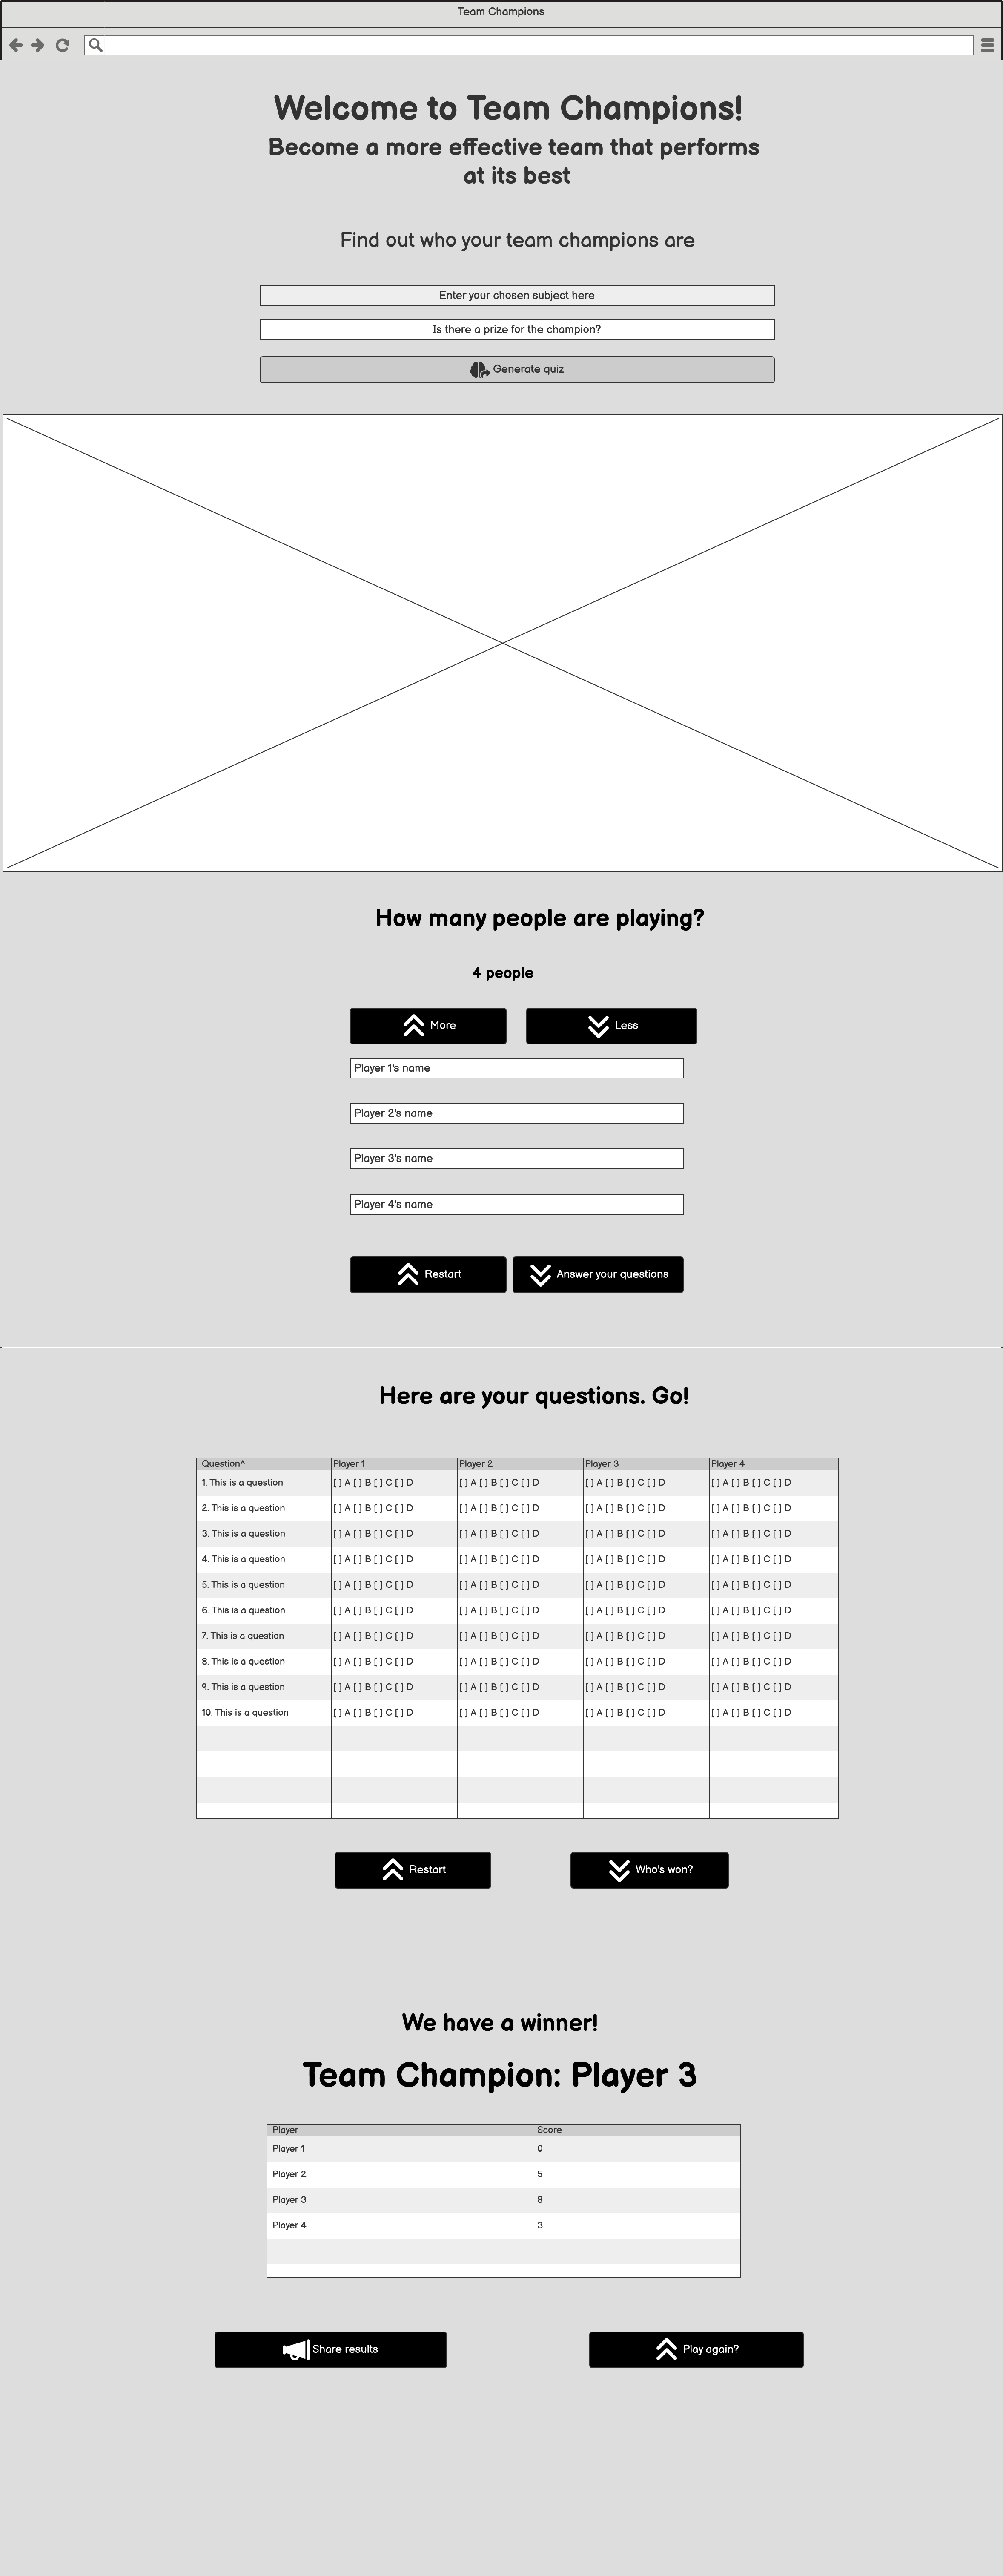 Team Champions
Welcome to Team Champions!
Become a more effective team that performs
at its best
Find out who your team champions are
Enter your chosen subject here
Is there a prize for the champion?
Generate quiz
How many people are playing?
4 people
More Less
Player 1's name
Player 2's name
Player 3's name
Player 4's name
Restart Answer your questions
Here are your questions. Go!
Question^ Player 1 Player 2 Player 3 Player 4
1. This is a question [ ] A [ ] B [ ] C [ ] D [ ] A [ ] B [ ] C [ ] D [ ] A [ ] B [ ] C [ ] D [ ] A [ ] B [ ] C [ ] D
2. This is a question [ ] A [ ] B [ ] C [ ] D [ ] A [ ] B [ ] C [ ] D [ ] A [ ] B [ ] C [ ] D [ ] A [ ] B [ ] C [ ] D
3. This is a question [ ] A [ ] B [ ] C [ ] D [ ] A [ ] B [ ] C [ ] D [ ] A [ ] B [ ] C [ ] D [ ] A [ ] B [ ] C [ ] D
4. This is a question [ ] A [ ] B [ ] C [ ] D [ ] A [ ] B [ ] C [ ] D [ ] A [ ] B [ ] C [ ] D [ ] A [ ] B [ ] C [ ] D
5. This is a question [ ] A [ ] B [ ] C [ ] D [ ] A [ ] B [ ] C [ ] D [ ] A [ ] B [ ] C [ ] D [ ] A [ ] B [ ] C [ ] D
6. This is a question [ ] A [ ] B [ ] C [ ] D [ ] A [ ] B [ ] C [ ] D [ ] A [ ] B [ ] C [ ] D [ ] A [ ] B [ ] C [ ] D
7. This is a question [ ] A [ ] B [ ] C [ ] D [ ] A [ ] B [ ] C [ ] D [ ] A [ ] B [ ] C [ ] D [ ] A [ ] B [ ] C [ ] D
8. This is a question [ ] A [ ] B [ ] C [ ] D [ ] A [ ] B [ ] C [ ] D [ ] A [ ] B [ ] C [ ] D [ ] A [ ] B [ ] C [ ] D
9. This is a question [ ] A [ ] B [ ] C [ ] D [ ] A [ ] B [ ] C [ ] D [ ] A [ ] B [ ] C [ ] D [ ] A [ ] B [ ] C [ ] D
10. This is a question [ ] A [ ] B [ ] C [ ] D [ ] A [ ] B [ ] C [ ] D [ ] A [ ] B [ ] C [ ] D [ ] A [ ] B [ ] C [ ] D
Restart Who's won?
We have a winner!
Team Champion: Player 3
Player Score
Player 1 0
Player 2 5
Player 3 8
Player 4 3
Share results Play again?